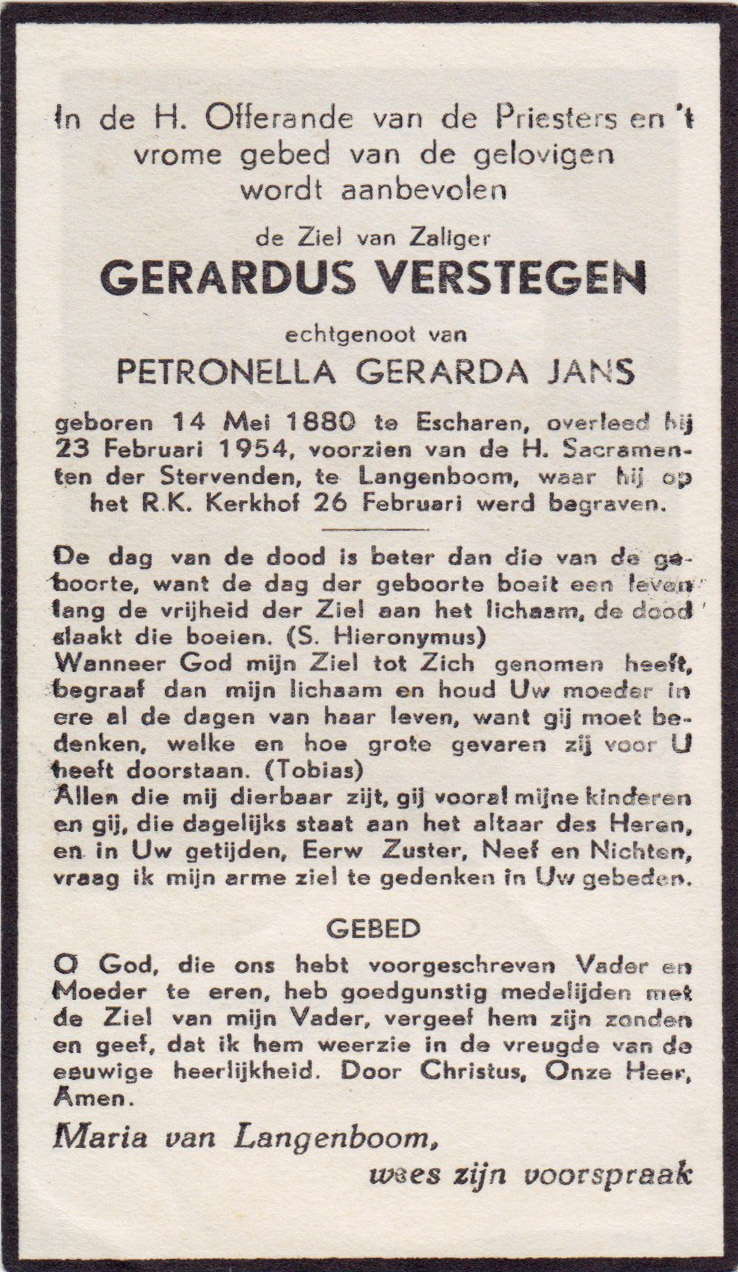 In de H. Offerande van de Priesters en 't
vrome gebed van de gelovigen
wordt aanbevolen
de Ziel van Zaliger
GERARDUS VERSTEGEN
echtgenoot van
PETRONELLA GERARDA JANS
geboren 14 Mei 1880 te Escharen, overleed hij
23 Februari 1954, voorzien van de H. Sacramen-
ten der Stervenden, te Langenboom, waar hij op
het R.K. Kerkhof 26 Februari werd begraven.
De dag van de dood is beter dan die van de ge-
boorte, want de dag der geboorte boeit een leven
lang de vrijheid der Ziel aan het lichaam, de dood
slaakt die boeien. (S. Hieronymus)
Wanneer God mijn Ziel tot Zich genomen heeft,
begraaf dan mijn lichaam en houd Uw moeder in
ere al de dagen van haar leven, want gij moet be-
denken, welke en hoe grote gevaren zij voor U
heeft doorstaan. (Tobias)
Allen die mij dierbaar zijt, gij vooral mijne kinderen
en gij, die dagelijks staat aan het altaar des Heren,
en in Uw getijden, Eerw Zuster, Neef en Nichten,
vraag ik mijn arme ziel te gedenken in Uw gebeden.
GEBED
O God, die ons hebt voorgeschreven Vader en
Moeder te eren, heb goedgunstig medelijden met
de Ziel van mijn Vader, vergeef hem zijn zonden
en geef, dat ik hem weerzie in de vreugde van de
eeuwige heerlijkheid. Door Christus, Onze Heer,
Amen.
Maria van Langenboom,
wees zijn voorspraak